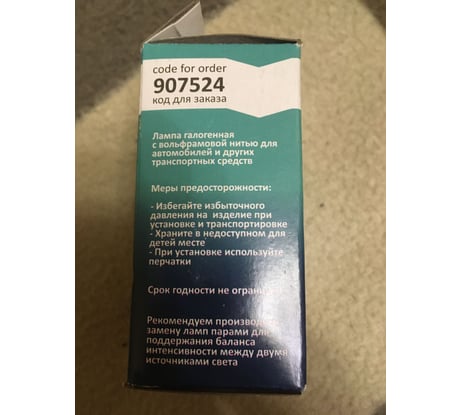 code for order
907524
код для заказа
Лампа галогенная
с вольфрамовой нитью для
автомобилей и других
транспортных средств
Меры предосторожности:
- Избегайте избыточного
давления на изделие при
установке и транспортировке
- Храните в недоступном для
детей месте
- При установке используйте
перчатки
Срок годности не
Рекомендуем
замену ламп парами для
поддержания баланса
интенсивности между двумя
источниками света